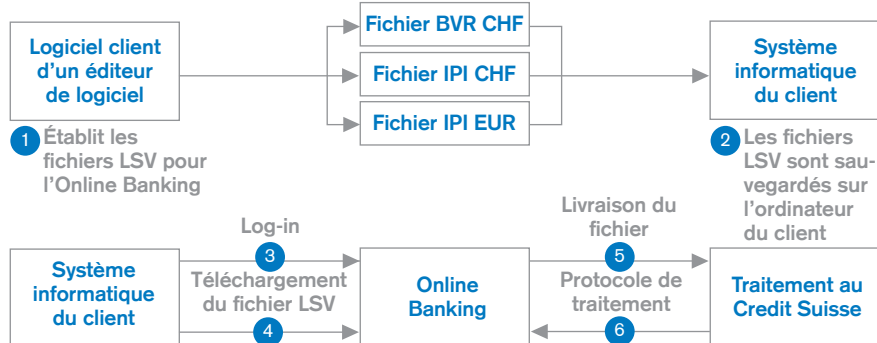 Logiciel client
d'un éditeur
de logiciel
Fichier BVR CHF
Fichier IPI CHF
Fichier IPI EUR
Système
informatique
du client
1 Établit les
fichiers LSV pour
l'Online Banking
2 Les fichiers
LSV sont sau-
vegardés sur
l'ordinateur
du client
Système
informatique
du client
Log-in
3
Téléchargement
du fichier LSV
4
Online
Banking
Livraison du
fichier
5
Protocole de
traitement
6
Traitement au
Credit Suisse